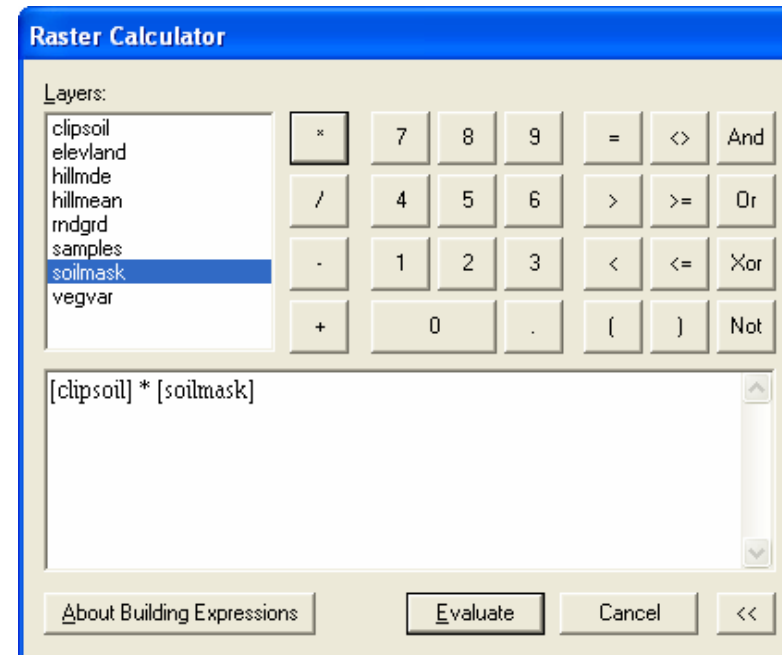 Raster Calculator
Layers:
clipsoil
elevland
hillmde
hillmean
rndgrd
samples
soilmask
vegvar
* 7 8 9 = <> And
/ 4 5 6 > >= Or
- 1 2 3 < <= Xor
+ 0 . ( ) Not
[clipsoil] * [soilmask]
About Building Expressions Evaluate Cancel <<